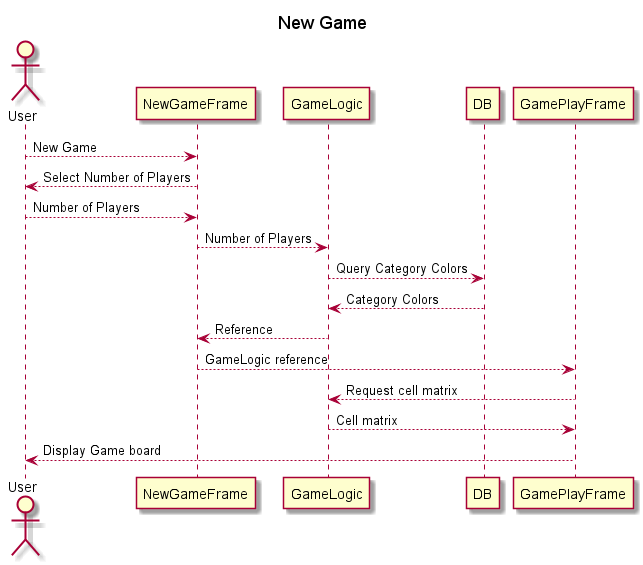 New Game
User
NewGameFrame
GameLogic
DB
GamePlayFrame
New Game
Select Number of Players
Number of Players
Number of Players
Query Category Colors
Category Colors
Reference
GameLogic reference
Request cell matrix
Cell matrix
Display Game board
User
NewGameFrame
GameLogic
DB
GamePlayFrame